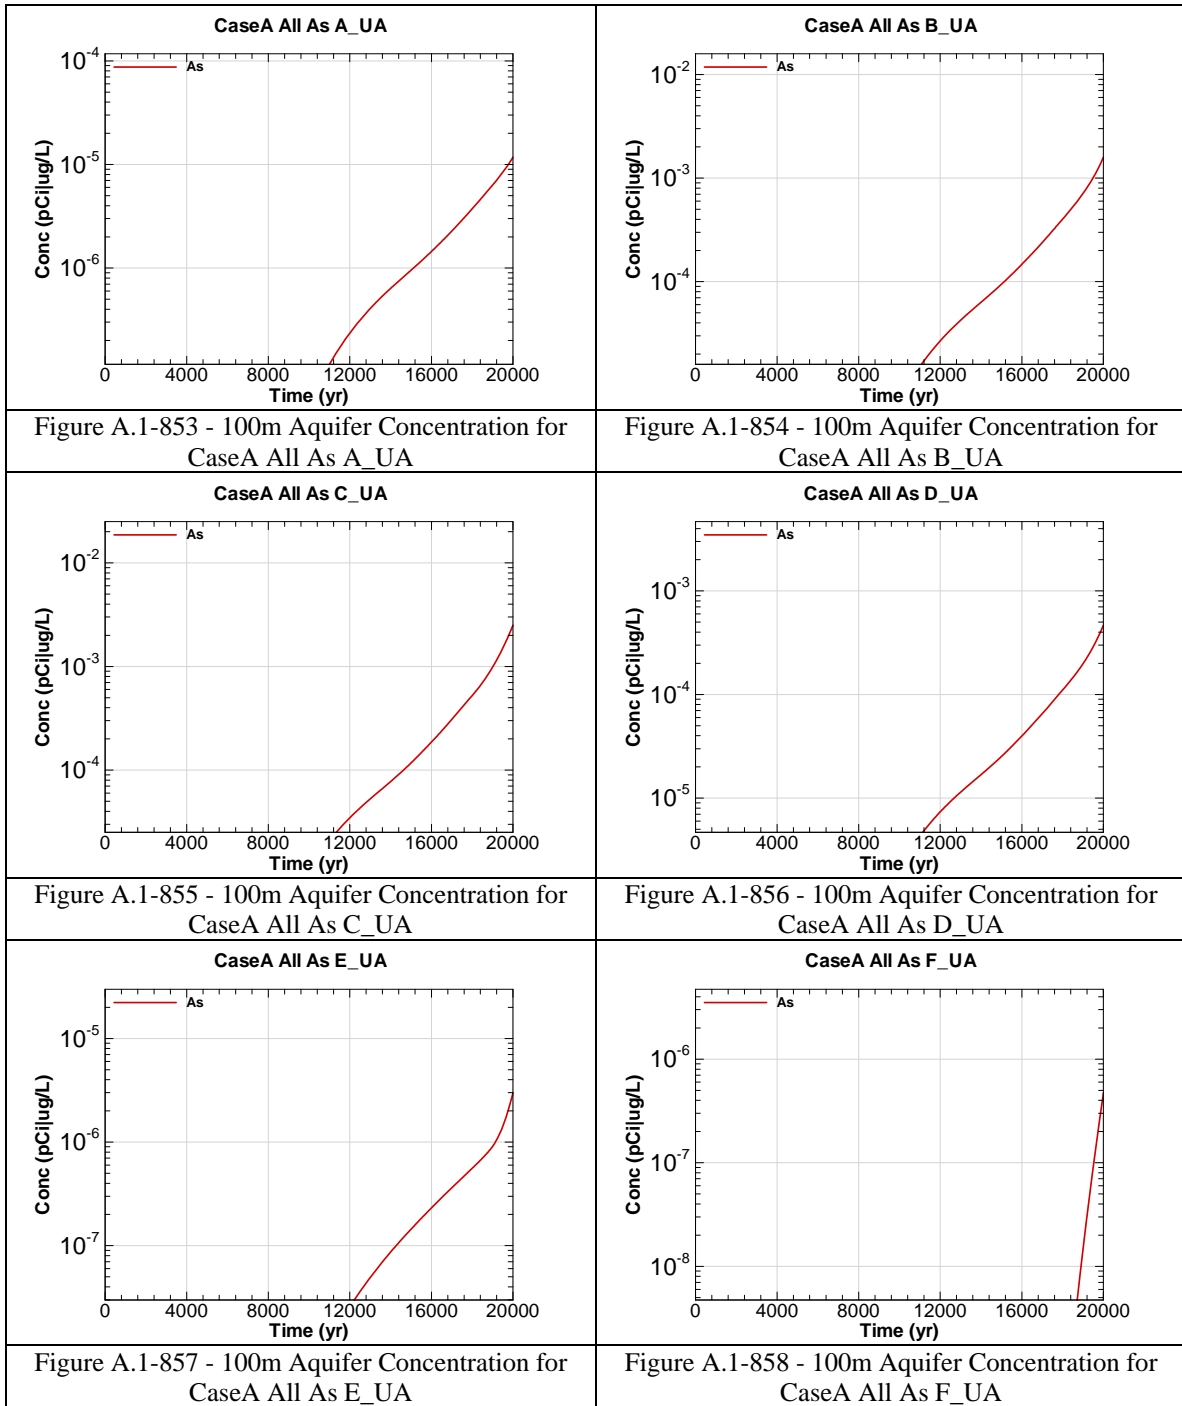 CaseA All As A_UA
As
10-4
10-5
10-6
Conc (pCi|ug/L)
0 4000 8000 12000 16000 20000
Time (yr)
Figure A.1-853 - 100m Aquifer Concentration for
CaseA All As A_UA
CaseA All As B_UA
As
10-2
10-3
10-4
Conc (pCi|ug/L)
0 4000 8000 12000 16000 20000
Time (yr)
Figure A.1-854 - 100m Aquifer Concentration for
CaseA All As B_UA
CaseA All As C_UA
As
10-2
10-3
10-4
Conc (pCi|ug/L)
0 4000 8000 12000 16000 20000
Time (yr)
Figure A.1-855 - 100m Aquifer Concentration for
CaseA All As C_UA
CaseA All As D_UA
As
10-3
10-4
10-5
Conc (pCi|ug/L)
0 4000 8000 12000 16000 20000
Time (yr)
Figure A.1-856 - 100m Aquifer Concentration for
CaseA All As D_UA
CaseA All As E_UA
As
10-5
10-6
10-7
Conc (pCi|ug/L)
0 4000 8000 12000 16000 20000
Time (yr)
Figure A.1-857 - 100m Aquifer Concentration for
CaseA All As E_UA
CaseA All As F_UA
As
10-6
10-7
10-8
Conc (pCi|ug/L)
0 4000 8000 12000 16000 20000
Time (yr)
Figure A.1-858 - 100m Aquifer Concentration for
CaseA All As F_UA